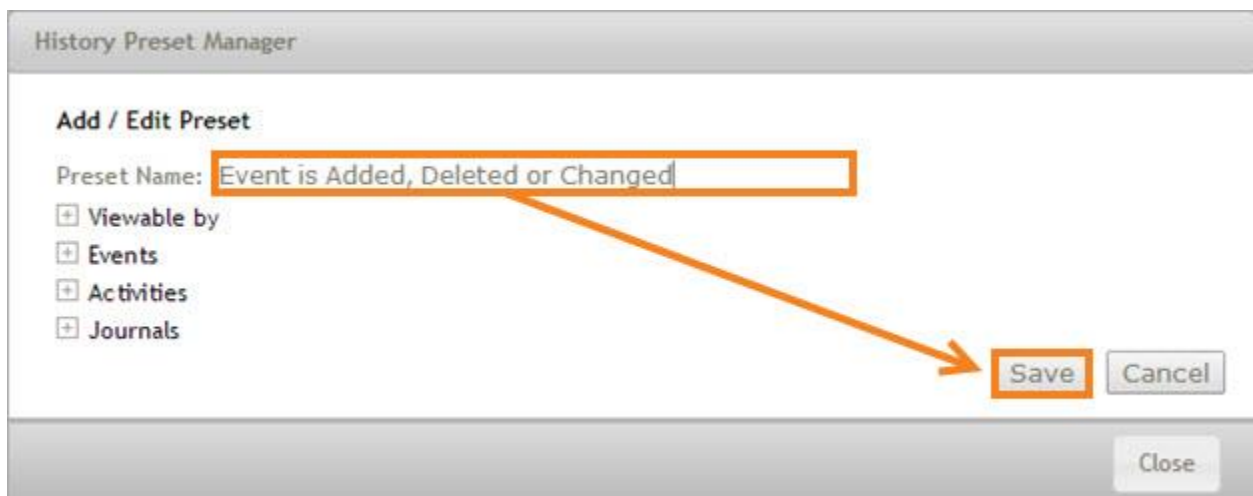 History Preset Manager
Add / Edit Preset
Preset Name: Event is Added, Deleted or Changed
Viewable by
Events
Activities
Journals
Save Cancel
Close